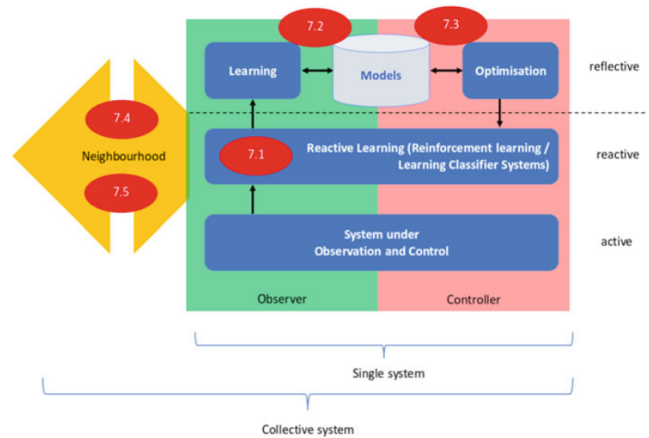 7.2
7.3
Learning
Models
Optimisation
reflective
7.4
Neighbourhood
7.1
Reactive Learning (Reinforcement learning /
Learning Classifier Systems)
reactive
7.5
System under
Observation and Control
active
Observer
Controller
Single system
Collective system